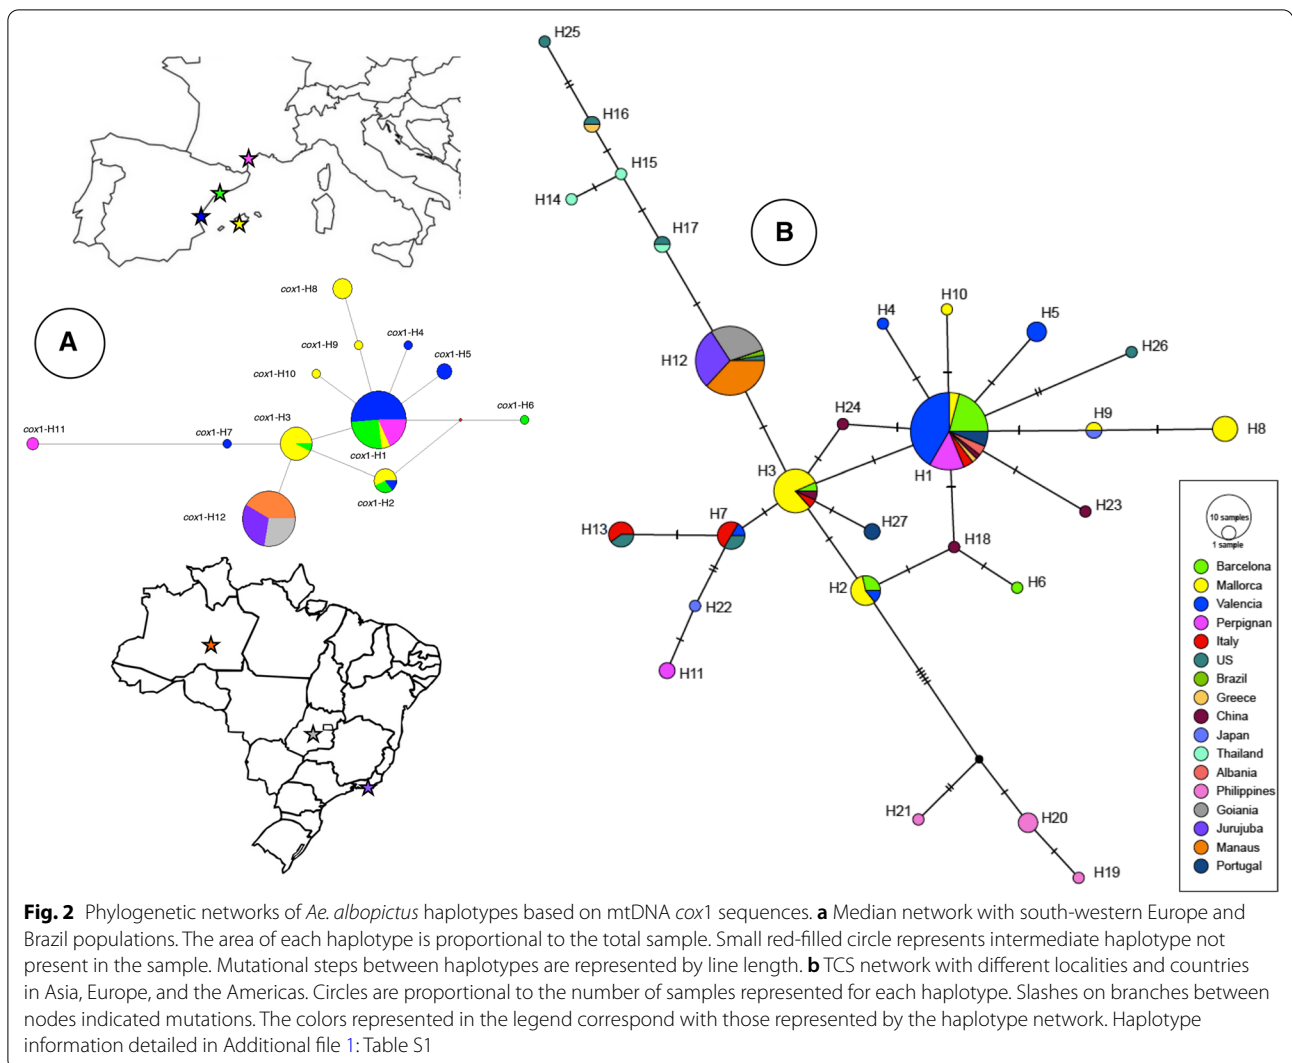 A
cox1-H8
cox1-H9
cox1-H4
cox1-H10
cox1-H5
cox1-H3
cox1-H6
cox1-H11
cox1-H7
cox1-H1
cox1-H2
cox1-H12
B
H25
H16
H15
H14
H17
H12
H4
H10
H5
H26
H24
H9
H8
H3
H1
H23
H13
H7
H27
H18
H2
H6
H22
H11
H21
H20
H19
10 samples
1 sample
Barcelona
Mallorca
Valencia
Perpignan
Italy
US
Brazil
Greece
China
Japan
Thailand
Albania
Philippines
Goiania
Jurujuba
Manaus
Portugal
Fig. 2 Phylogenetic networks of Ae. albopictus haplotypes based on mtDNA cox1 sequences. a Median network with south-western Europe and
Brazil populations. The area of each haplotype is proportional to the total sample. Small red-filled circle represents intermediate haplotype not
present in the sample. Mutational steps between haplotypes are represented by line length. b TCS network with different localities and countries
in Asia, Europe, and the Americas. Circles are proportional to the number of samples represented for each haplotype. Slashes on branches between
nodes indicated mutations. The colors represented in the legend correspond with those represented by the haplotype network. Haplotype
information detailed in Additional file 1: Table S1